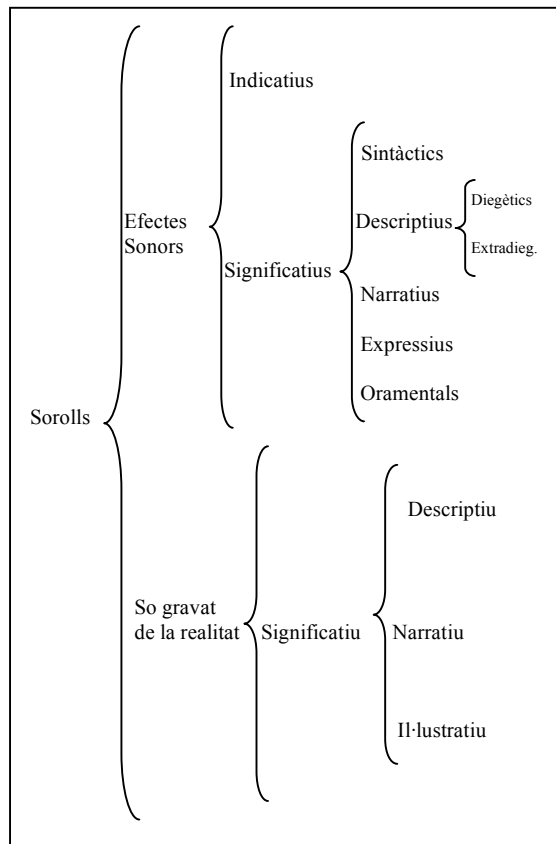 Indicatius
Sintàctics
Diegètics
Efectes
Sonors
Descriptius
Extradieg.
Significatius
Narratius
Expressius
Oramentals
Sorolls
Descriptiu
So gravat
de la realitat
Significatiu
Narratiu
Il·lustratiu